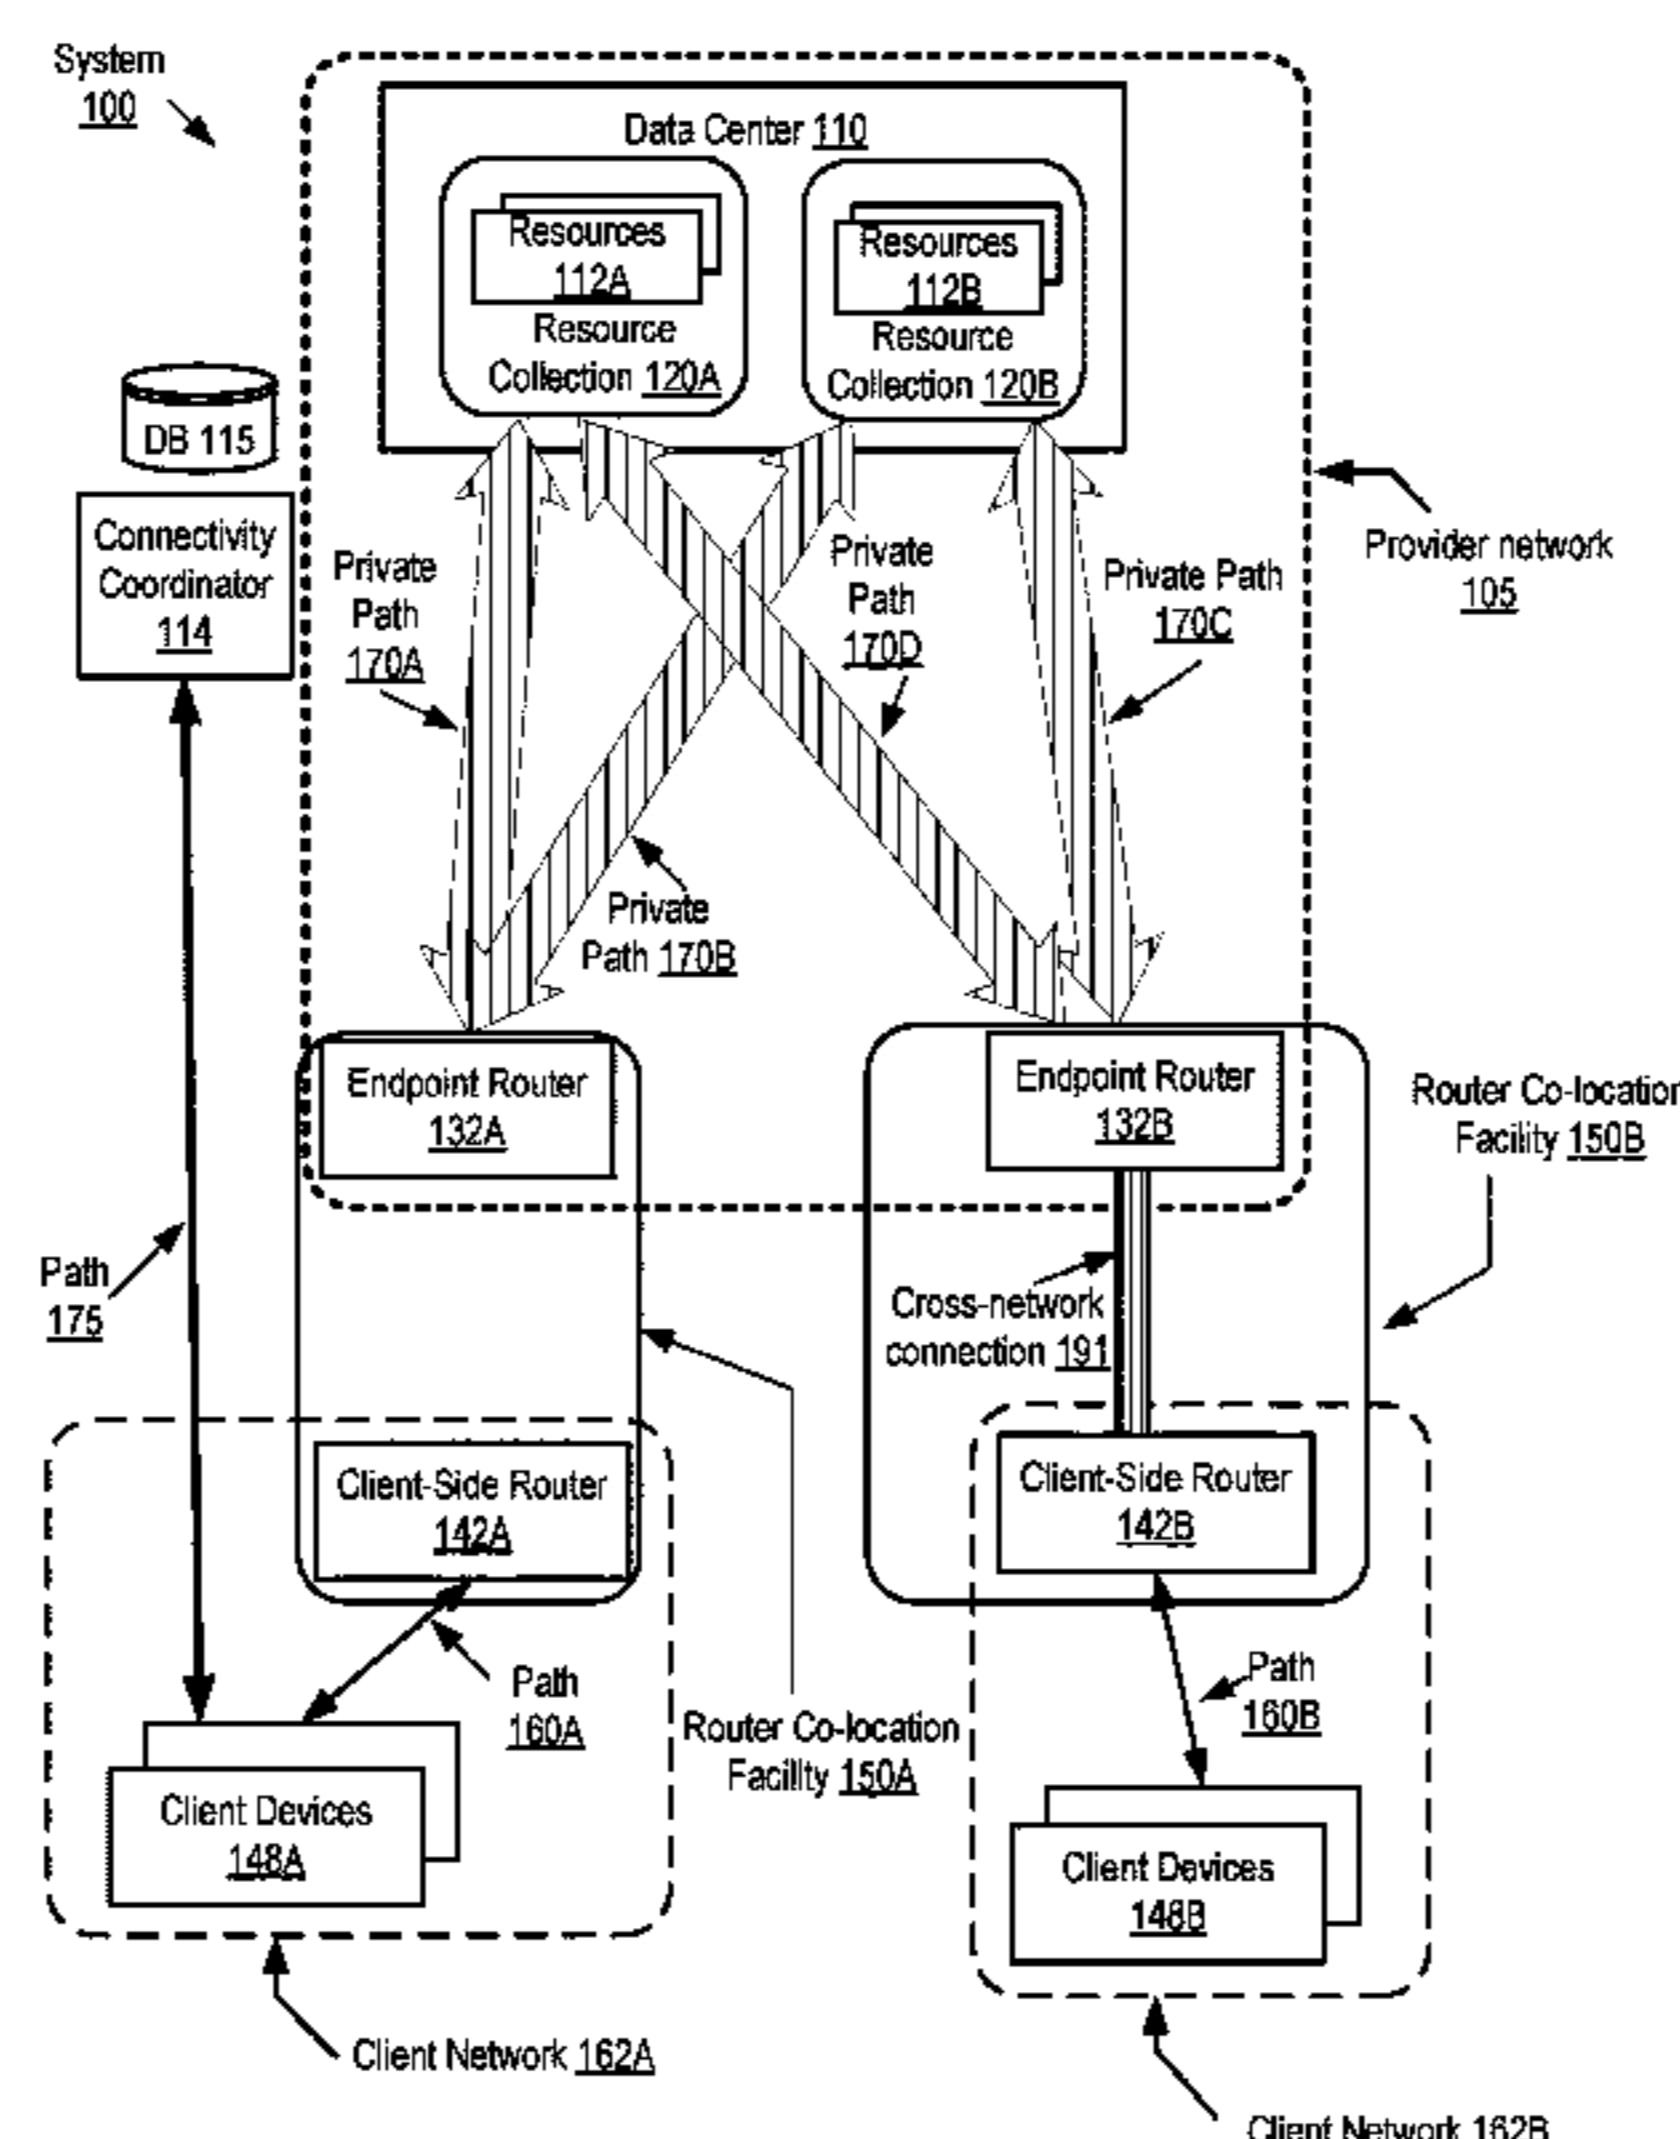 System
100
Data Center 110
Resources
112A
Resource
Collection 120A
Resources
112B
Resource
Collection 120B
DB 115
Connectivity
Coordinator
114
Private
Path
170A
Private
Path
170D
Private Path
170C
Provider network
105
Private
Path 170B
Endpoint Router
132A
Endpoint Router
132B
Router Co-location
Facility 150B
Path
175
Cross-network
connection 191
Client-Side Router
142A
Client-Side Router
142B
Path
160A
Router Co-location
Facility 150A
Path
160B
Client Devices
148A
Client Devices
148B
Client Network 162A
Client Network 162B